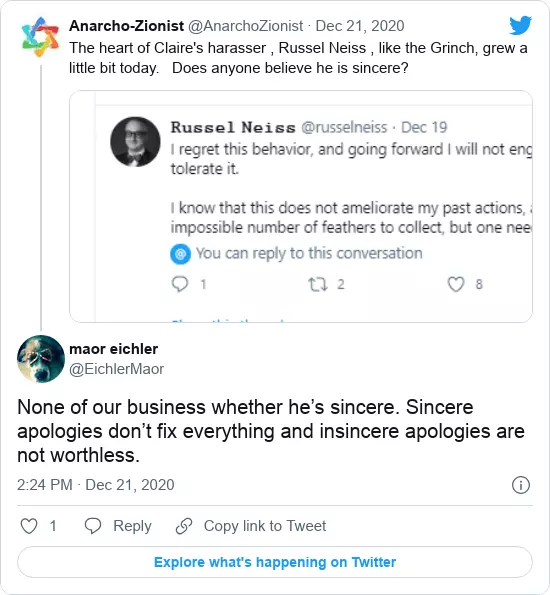 Anarcho-Zionist @AnarchoZionist · Dec 21, 2020
The heart of Claire's harasser , Russel Neiss , like the Grinch, grew a
little bit today.   Does anyone believe he is sincere?
Russel Neiss @russelneiss · Dec 19
I regret this behavior, and going forward I will not eng
tolerate it.
I know that this does not ameliorate my past actions,
impossible number of feathers to collect, but one nee
You can reply to this conversation
1 2 8
maor eichler
@EichlerMaor
None of our business whether he’s sincere. Sincere
apologies don’t fix everything and insincere apologies are
not worthless.
2:24 PM · Dec 21, 2020
1 Reply Copy link to Tweet
Explore what's happening on Twitter